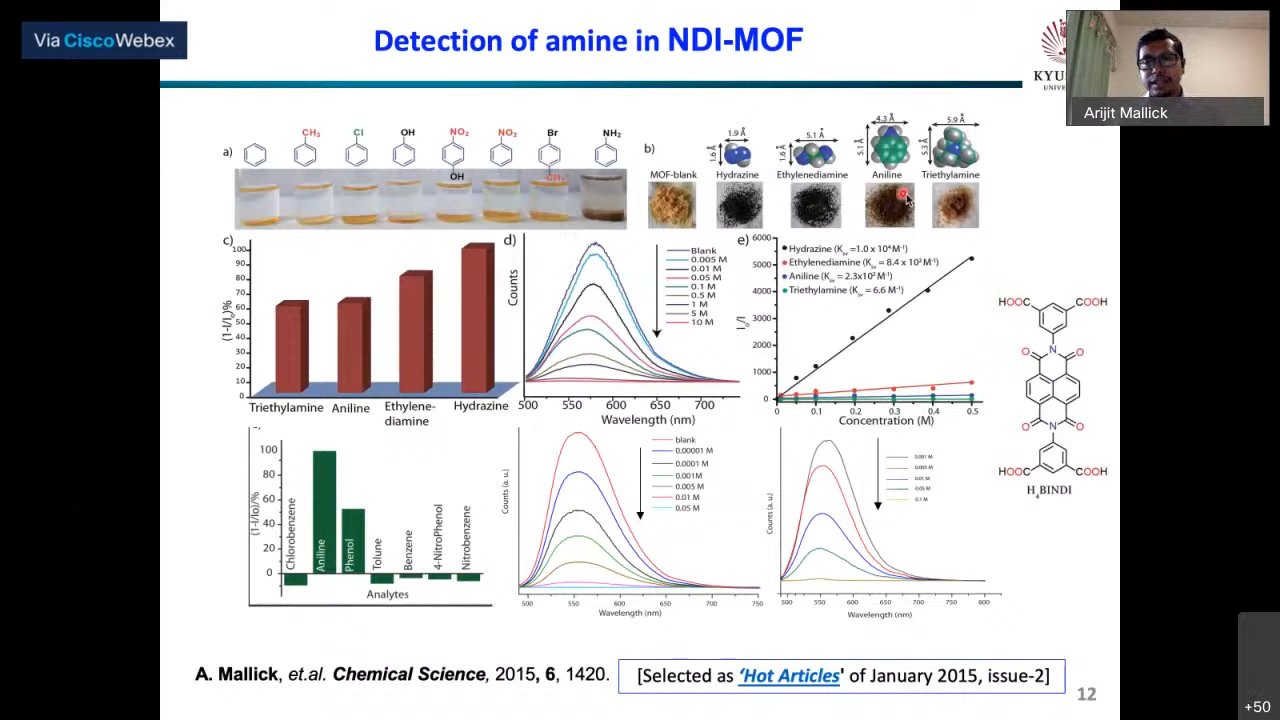 Via CiscoWebex
Detection of amine in NDI-MOF
KYUS
UNIVER
Arijit Mallick
a)
CH₃
Cl
OH
NO₂
NO₂
Br
NH₂
OH
CH₃
b)
1.9 Å
1.6 Å
5.1 Å
1.6 Å
4.3 Å
5.1 Å
5.9 Å
5.3 Å
MOF-blank
Hydrazine
Ethylenediamine
Aniline
Triethylamine
c)
(1-I/I₀)%
100
90
80
70
60
50
40
30
20
10
0
Triethylamine
Aniline
Ethylene-
diamine
Hydrazine
d)
Counts
Blank
0.005 M
0.01 M
0.05 M
0.1 M
0.5 M
1 M
5 M
10 M
500 550 600 650 700
Wavelength (nm)
e)
I₀/I
6000
5000
4000
3000
2000
1000
0
Hydrazine (Kₛᵥ =1.0 x 10⁴ M⁻¹)
Ethylenediamine (Kₛᵥ = 8.4 x 10² M⁻¹)
Aniline (Kₛᵥ = 2.3x10² M⁻¹)
Triethylamine (Kₛᵥ = 6.6 M⁻¹)
0 0.1 0.2 0.3 0.4 0.5
Concentration (M)
HOOC
COOH
N
O
O
O
O
N
HOOC
COOH
H₄BINDI
(1-I/Io)/%
100
80
60
40
20
0
Chlorobenzene
Aniline
Phenol
Tolune
Benzene
4-NitroPhenol
Nitrobenzene
Analytes
Counts (a. u.)
blank
0.00001 M
0.0001 M
0.001M
0.005 M
0.01 M
0.05 M
500 550 600 650 700 750
Wavelength (nm)
Counts (a. u.)
0.001 M
0.005 M
0.01 M
0.05 M
0.1 M
500 550 600 650 700 750 800
Wavelength (nm)
A. Mallick, et.al. Chemical Science, 2015, 6, 1420.
[Selected as ‘Hot Articles' of January 2015, issue-2]
12
+50